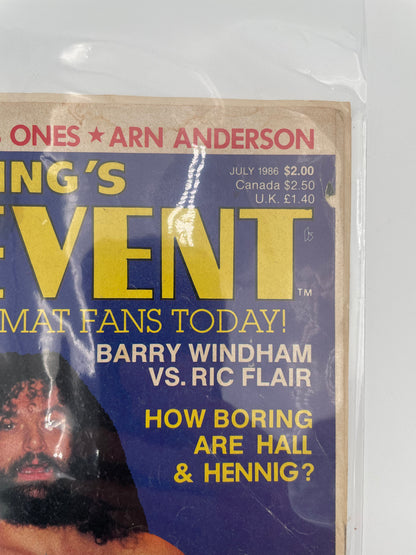 ONES ★ ARN ANDERSON
ING'S
JULY 1986 $2.00
Canada $2.50
U.K. £1.40
EVENT™
MAT FANS TODAY!
BARRY WINDHAM
VS. RIC FLAIR
HOW BORING
ARE HALL
& HENNIG?